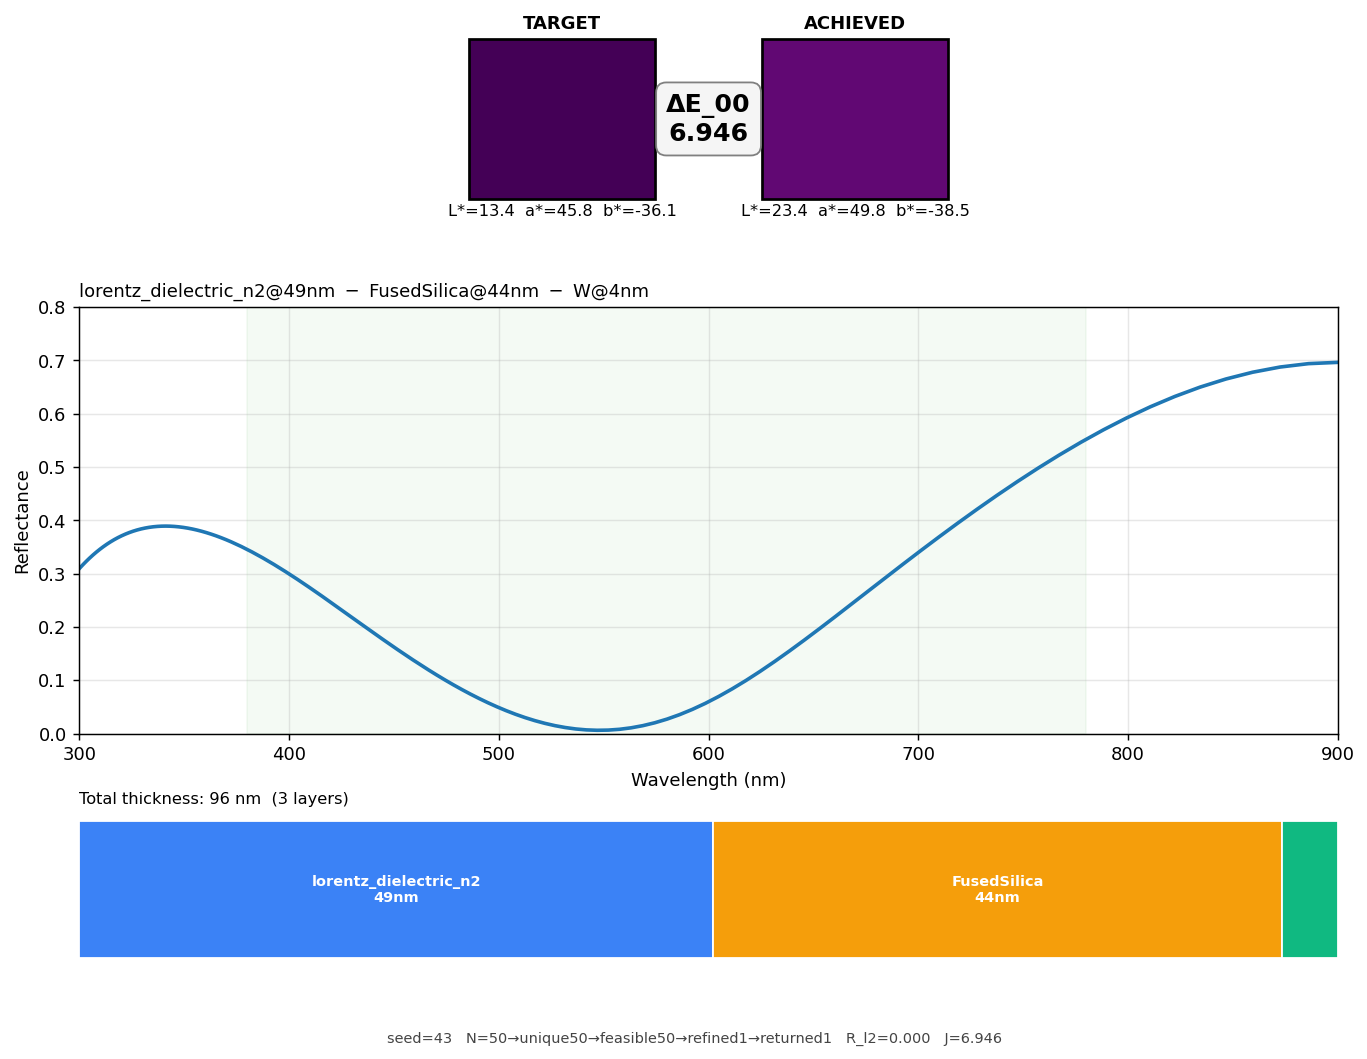 TARGET
ACHIEVED
ΔE_00
6.946
L*=13.4  a*=45.8  b*=-36.1
L*=23.4  a*=49.8  b*=-38.5
lorentz_dielectric_n2@49nm − FusedSilica@44nm − W@4nm
0.8
0.7
0.6
0.5
0.4
0.3
0.2
0.1
0.0
Reflectance
300 400 500 600 700 800 900
Wavelength (nm)
Total thickness: 96 nm  (3 layers)
lorentz_dielectric_n2
49nm
FusedSilica
44nm
seed=43   N=50→unique50→feasible50→refined1→returned1   R_l2=0.000   J=6.946